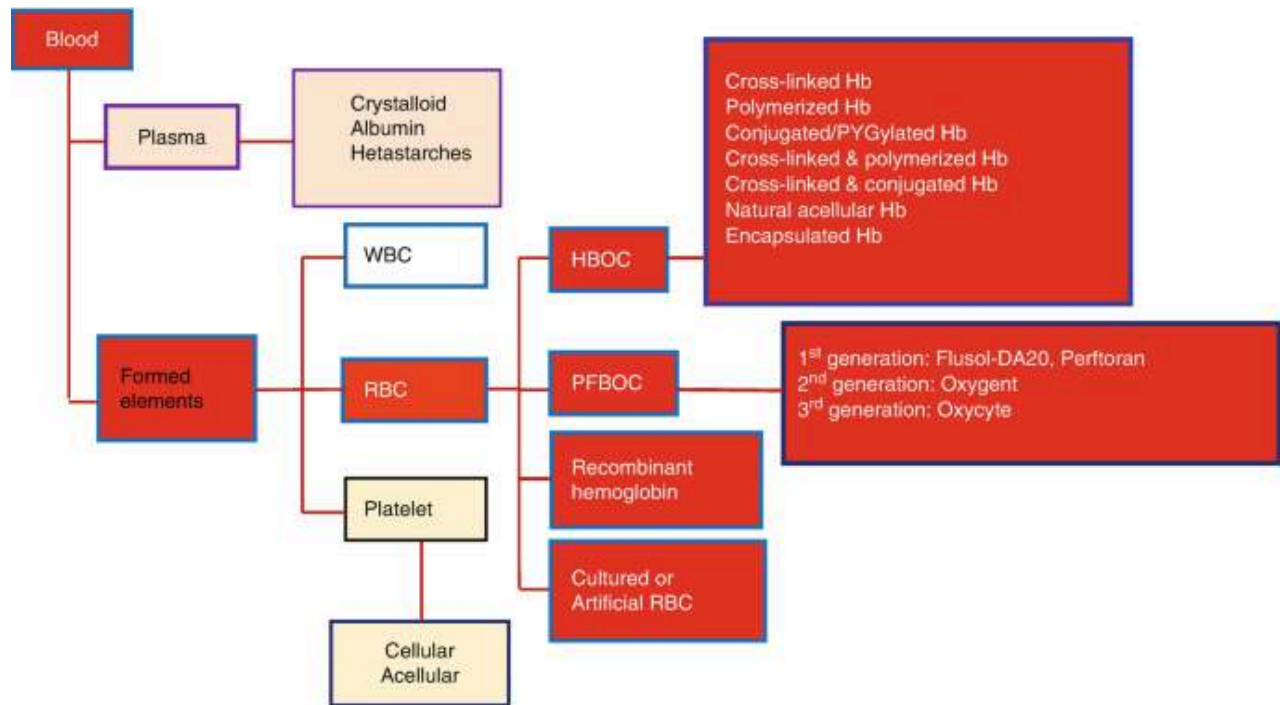 Blood
Plasma
Crystalloid
Albumin
Hetastarches
Cross-linked Hb
Polymerized Hb
Conjugated/PYGylated Hb
Cross-linked & polymerized Hb
Cross-linked & conjugated Hb
Natural acellular Hb
Encapsulated Hb
WBC
HBOC
Formed
elements
RBC
PFBOC
1st generation: Flusol-DA20, Perftoran
2nd generation: Oxygent
3rd generation: Oxycyte
Recombinant
hemoglobin
Platelet
Cultured or
Artificial RBC
Cellular
Acellular